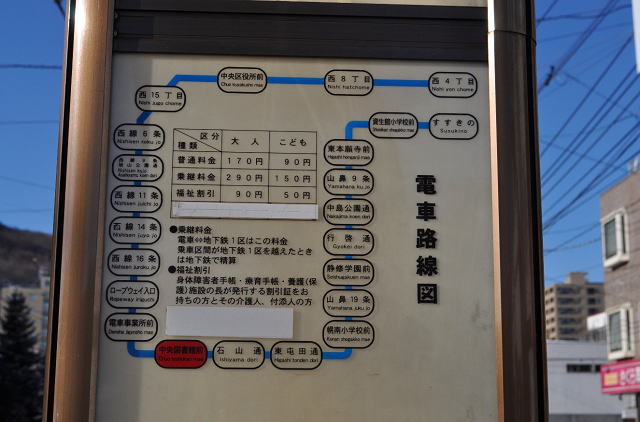 電車路線図
西4丁目
Nishi yon chome
西8丁目
Nishi hatchome
中央区役所前
Chuo kuyakusho mae
西15丁目
Nishi jugo chome
西線6条
Nishisen roku jo
西線11条
Nishisen juichi jo
石山14条
Nishisen juyo jo
西線16条
Nishisen juroku jo
ロープウェイ入口
Ropeway iriguchi
電車事業所前
中央図書館前
Chuo toshokan mae
石山通
Ishiyama dori
東屯田通
Higashi tonden dori
幌南小学校前
Konan shogakko mae
山鼻19条
静修学園前
行啓通
Gyokei dori
中島公園通
Nakajima koen dori
山鼻9条
Yamahana ku jo
東本願寺前
Higashi honganji mae
資生館小学校前
Shiseikan shogakko mae
すすきの
Susukino
種類 区分 大人 こども
普通料金 170円 90円
乗継料金 290円 150円
福祉割引 90円 50円
●乗継料金
電車⇔地下鉄1区はこの料金
乗車区間が地下鉄1区を越えたとき
は地下鉄で精算
●福祉割引
身体障害者手帳・療育手帳・養護(保
護)施設の長が発行する割引証をお
持ちの方とその介護人、付添人の方